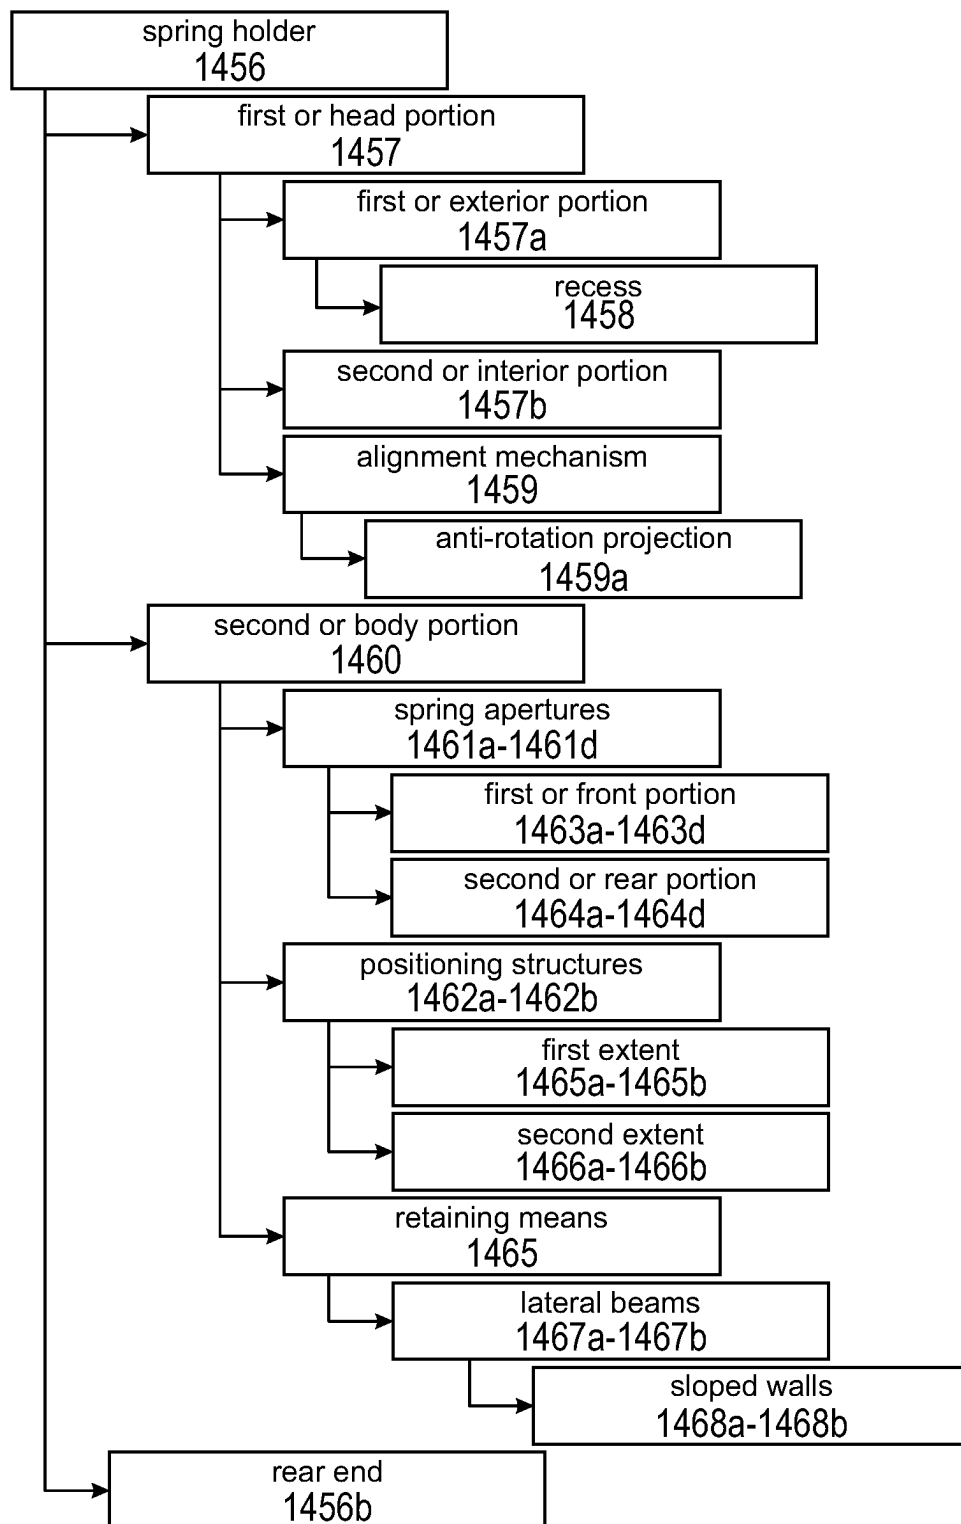 spring holder
1456
first or head portion
1457
first or exterior portion
1457a
recess
1458
second or interior portion
1457b
alignment mechanism
1459
anti-rotation projection
1459a
second or body portion
1460
spring apertures
1461a-1461d
first or front portion
1463a-1463d
second or rear portion
1464a-1464d
positioning structures
1462a-1462b
first extent
1465a-1465b
second extent
1466a-1466b
retaining means
1465
lateral beams
1467a-1467b
sloped walls
1468a-1468b
rear end
1456b